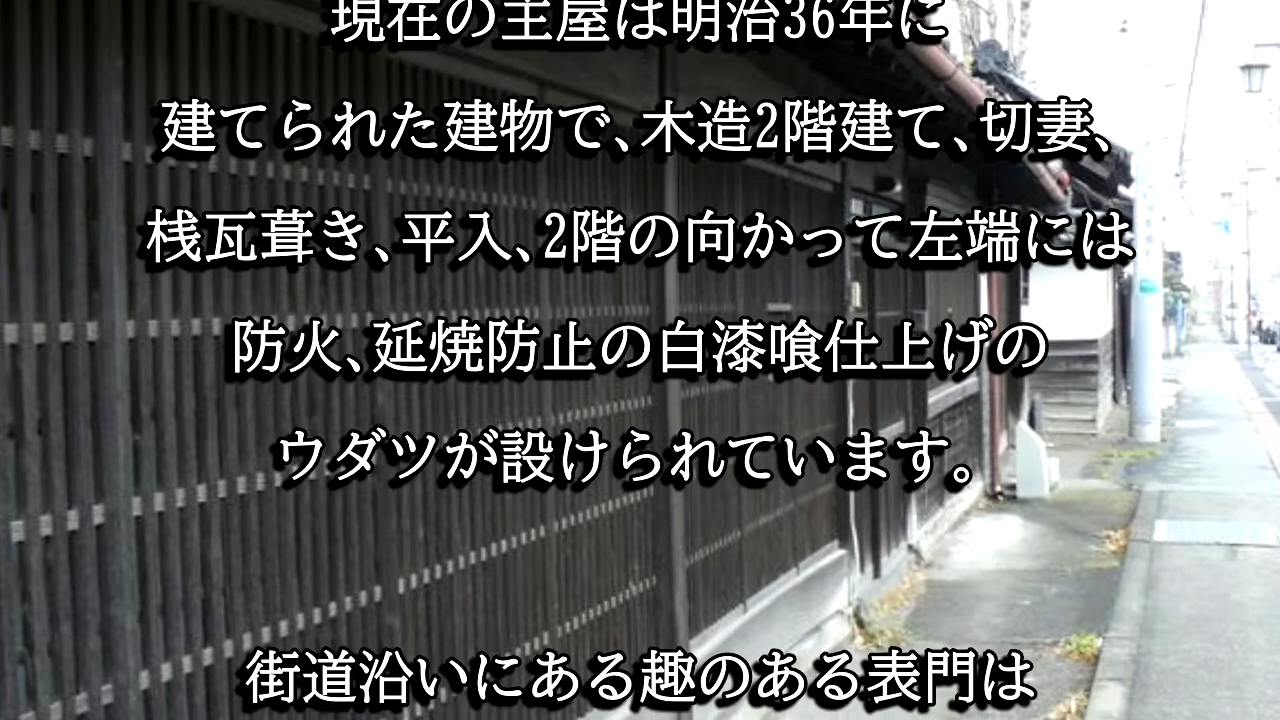 現在の主屋は明治36年に
建てられた建物で、木造2階建て、切妻、
桟瓦葺き、平入、2階の向かって左端には
防火、延焼防止の白漆喰仕上げの
ウダツが設けられています。
街道沿いにある趣のある表門は